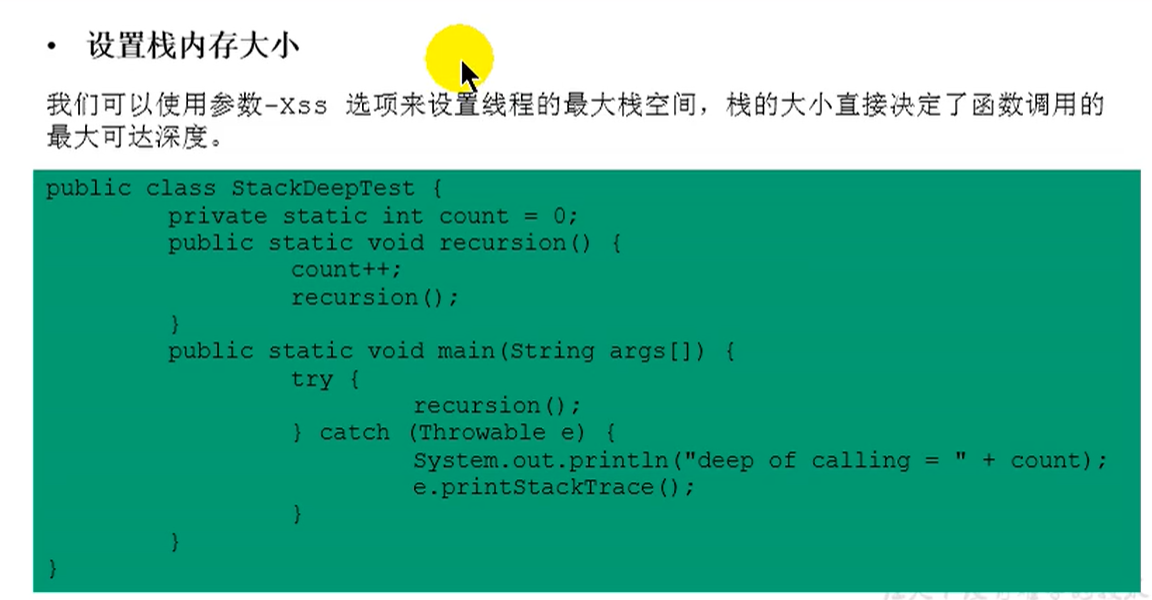 • 设置栈内存大小
我们可以使用参数-Xss 选项来设置线程的最大栈空间，栈的大小直接决定了函数调用的
最大可达深度。
public class StackDeepTest {
private static int count = 0;
public static void recursion() {
count++;
recursion();
}
public static void main(String args[]) {
try {
recursion();
} catch (Throwable e) {
System.out.println("deep of calling = " + count);
e.printStackTrace();
}
}
}